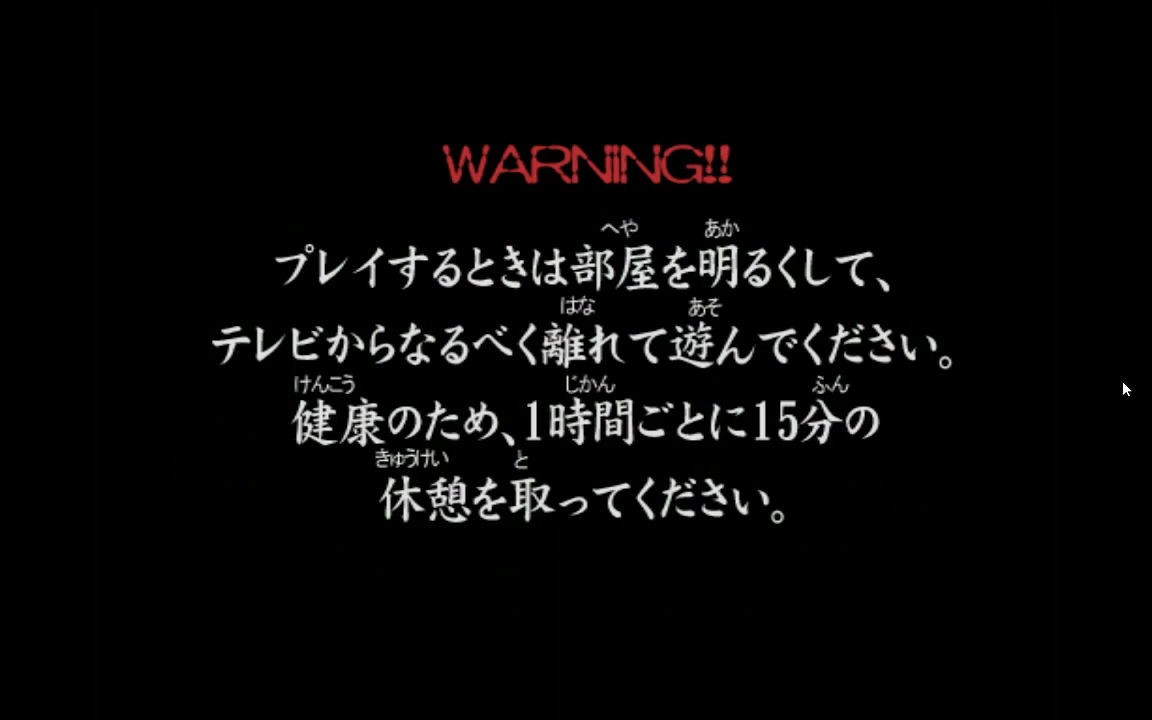 WARNING!!
へや あか
プレイするときは部屋を明るくして、
はな あそ
テレビからなるべく離れて遊んでください。
けんこう じかん ふん
健康のため、1時間ごとに15分の
きゅうけい と
休憩を取ってください。